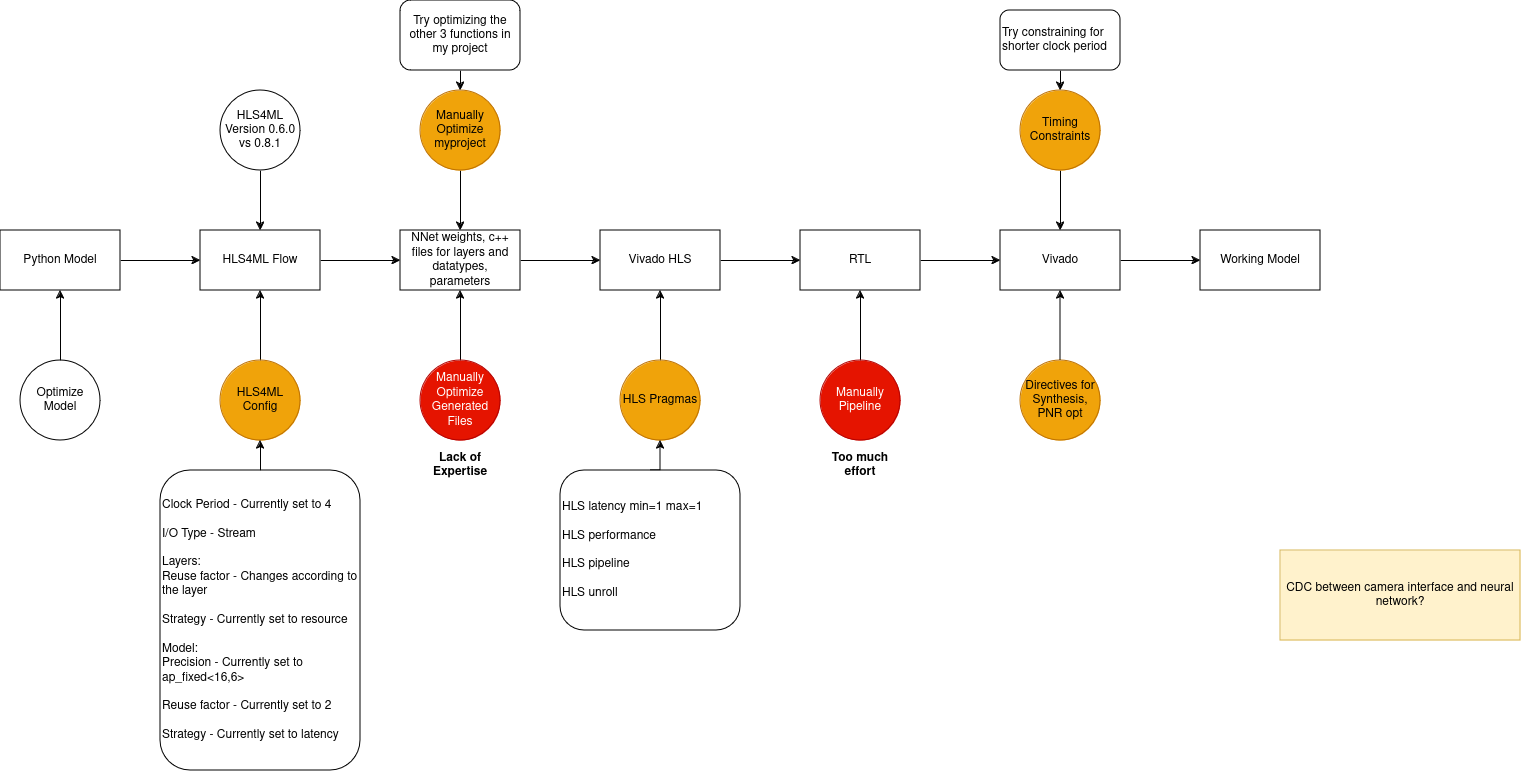 Try optimizing the
other 3 functions in
my project
Try constraining for
shorter clock period
HLS4ML
Version 0.6.0
vs 0.8.1
Manually
Optimize
myproject
Timing
Constraints
Python Model
HLS4ML Flow
NNet weights, c++
files for layers and
datatypes,
parameters
Vivado HLS
RTL
Vivado
Working Model
Optimize
Model
HLS4ML
Config
Manually
Optimize
Generated
Files
HLS Pragmas
Manually
Pipeline
Directives for
Synthesis,
PNR opt
Lack of
Expertise
Too much
effort
Clock Period - Currently set to 4
I/O Type - Stream
Layers:
Reuse factor - Changes according to
the layer
Strategy - Currently set to resource
Model:
Precision - Currently set to
ap_fixed<16,6>
Reuse factor - Currently set to 2
Strategy - Currently set to latency
HLS latency min=1 max=1
HLS performance
HLS pipeline
HLS unroll
CDC between camera interface and neural
network?